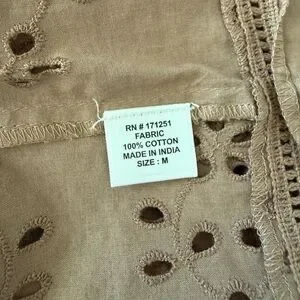 RN # 171251
FABRIC
100% COTTON
MADE IN INDIA
SIZE : M